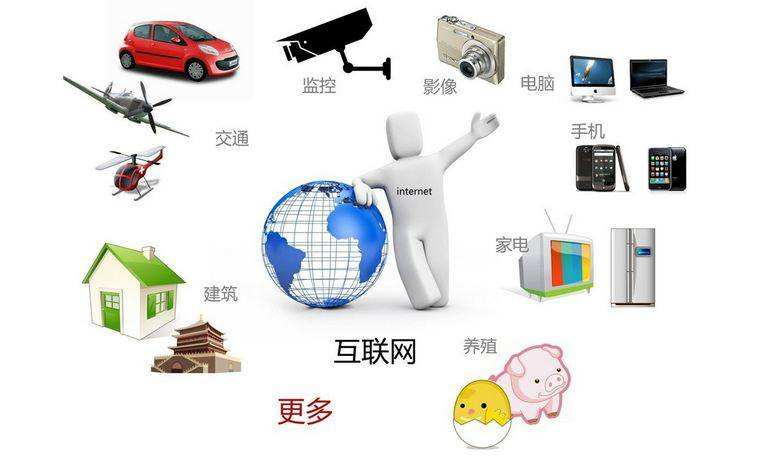 监控
影像
电脑
交通
手机
internet
家电
建筑
互联网
养殖
更多